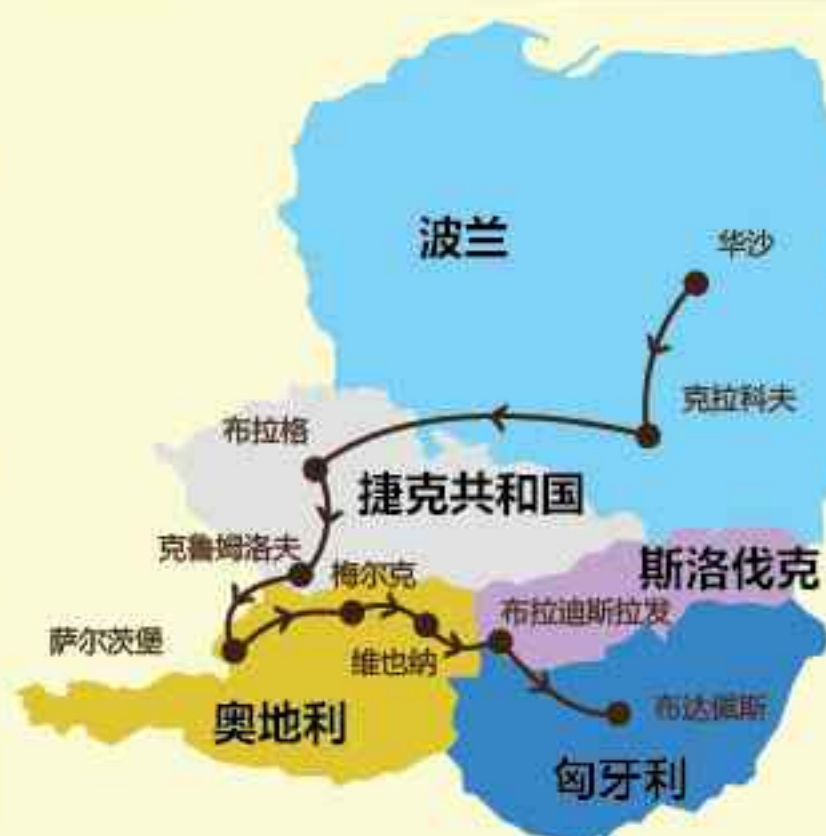 波兰
华沙
克拉科夫
布拉格
捷克共和国
克鲁姆洛夫
梅尔克
斯洛伐克
布拉迪斯拉发
萨尔茨堡
维也纳
奥地利
布达佩斯
匈牙利